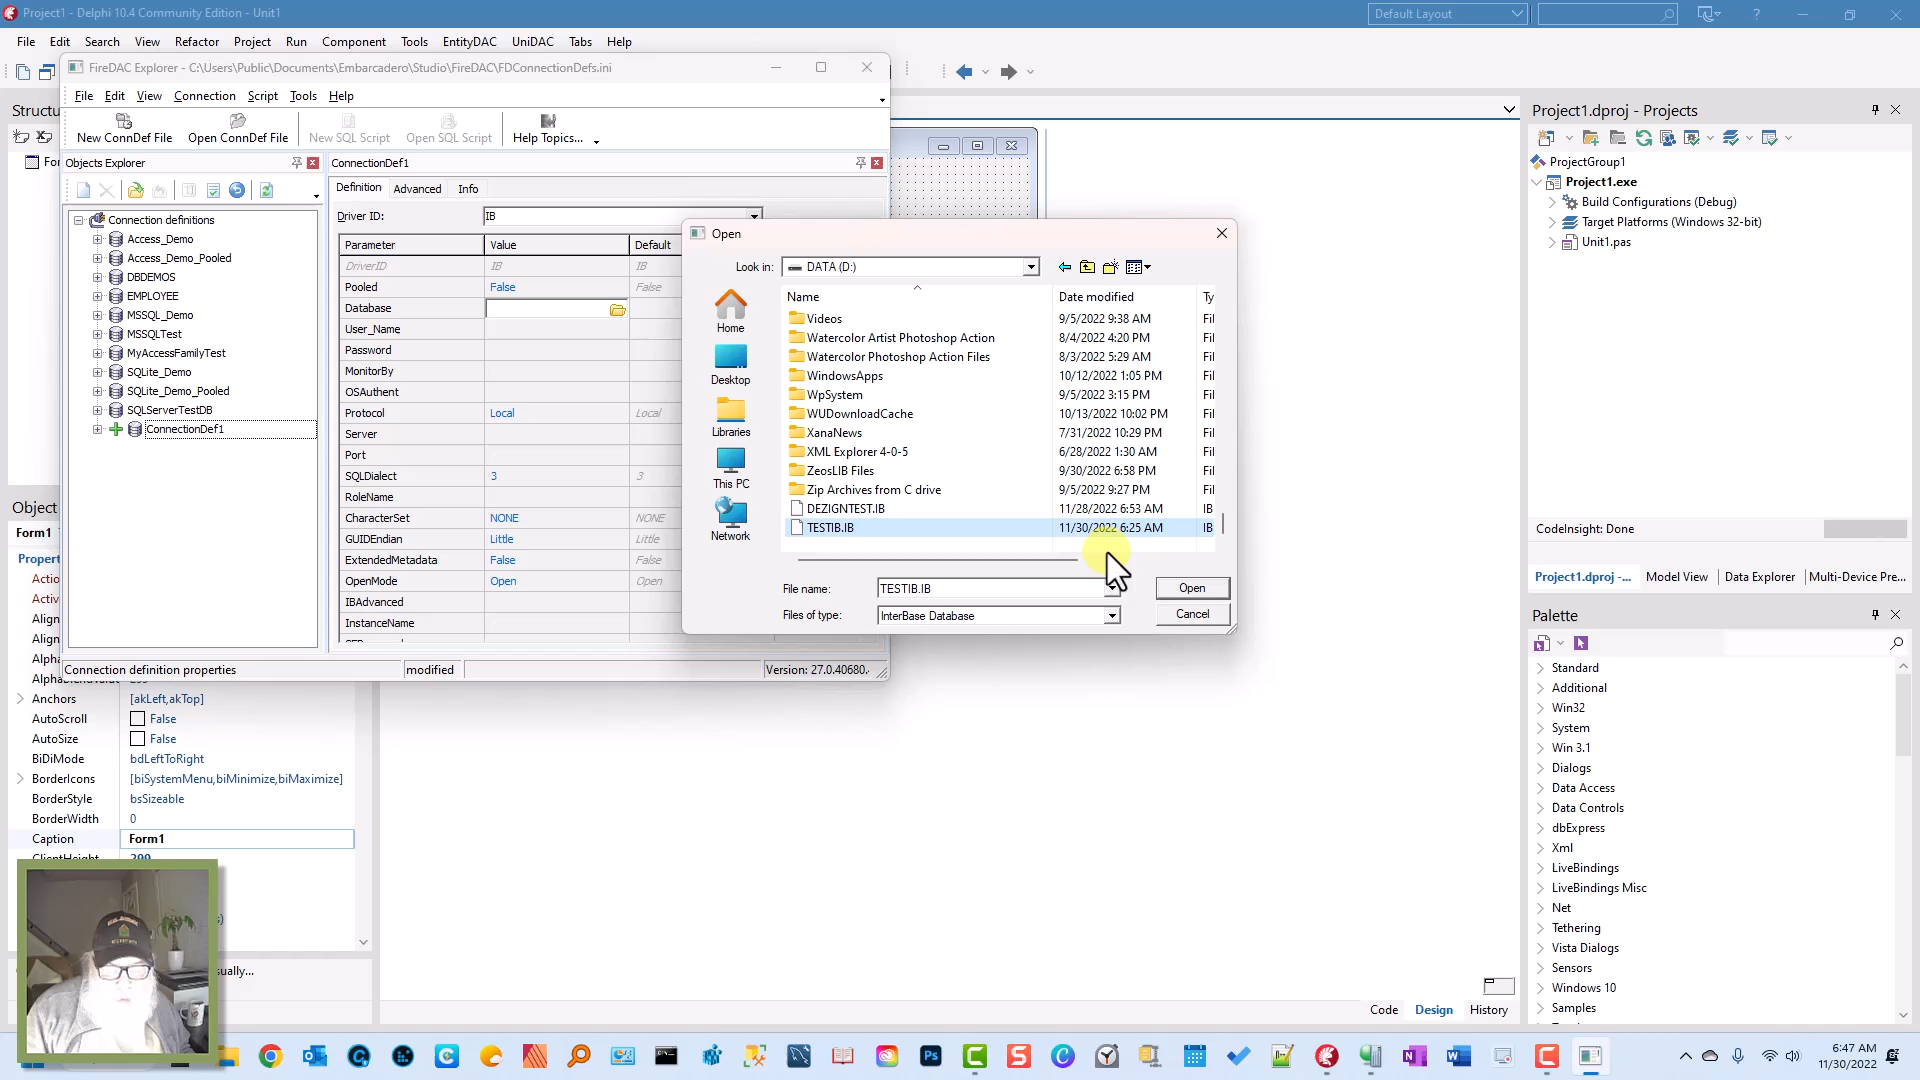 Project1 - Delphi 10.4 Community Edition - Unit1
Default Layout
File Edit Search View Refactor Project Run Component Tools EntityDAC UniDAC Tabs Help
FireDAC Explorer - C:\Users\Public\Documents\Embarcadero\Studio\FireDAC\FDConnectionDefs.ini
File Edit View Connection Script Tools Help
New ConnDef File Open ConnDef File New SQL Script Open SQL Script Help Topics...
Objects Explorer
Connection definitions
Access_Demo
Access_Demo_Pooled
DBDEMOS
EMPLOYEE
MSSQL_Demo
MSSQLTest
MyAccessFamilyTest
SQLite_Demo
SQLite_Demo_Pooled
SQLServerTestDB
ConnectionDef1
ConnectionDef1
Definition Advanced Info
Driver ID: IB
Parameter Value Default
DriverID IB IB
Pooled False False
Database
User_Name
Password
MonitorBy
OSAuthent
Protocol Local Local
Server
Port
SQLDialect 3 3
RoleName
CharacterSet NONE NONE
GUIDEndian Little Little
ExtendedMetadata False False
OpenMode Open Open
IBAdvanced
InstanceName
Connection definition properties modified Version: 27.0.40680.
Open
Look in: DATA (D:)
Home
Desktop
Libraries
This PC
Network
Name Date modified Ty
Videos 9/5/2022 9:38 AM Fil
Watercolor Artist Photoshop Action 8/4/2022 4:20 PM Fil
Watercolor Photoshop Action Files 8/3/2022 5:29 AM Fil
WindowsApps 10/12/2022 1:05 PM Fil
WpSystem 9/5/2022 3:15 PM Fil
WUDownloadCache 10/13/2022 10:02 PM Fil
XanaNews 7/31/2022 10:29 PM Fil
XML Explorer 4-0-5 6/28/2022 1:30 AM Fil
ZeosLIB Files 9/30/2022 6:58 PM Fil
Zip Archives from C drive 9/5/2022 9:27 PM Fil
DEZIGNTEST.IB 11/28/2022 6:53 AM IB
TESTIB.IB 11/30/2022 6:25 AM IB
File name: TESTIB.IB Open
Files of type: InterBase Database Cancel
Structu
For
Object
Form1
Propert
Actio
Active
Align
Align
Alpha
AlphaBlendValue 255
Anchors [akLeft,akTop]
AutoScroll False
AutoSize False
BiDiMode bdLeftToRight
BorderIcons [biSystemMenu,biMinimize,biMaximize]
BorderStyle bsSizeable
BorderWidth 0
Caption Form1
ClientHeight 299
sually...
Code Design History
Project1.dproj - Projects
ProjectGroup1
Project1.exe
Build Configurations (Debug)
Target Platforms (Windows 32-bit)
Unit1.pas
CodeInsight: Done
Project1.dproj -... Model View Data Explorer Multi-Device Pre...
Palette
Standard
Additional
Win32
System
Win 3.1
Dialogs
Data Access
Data Controls
dbExpress
Xml
LiveBindings
LiveBindings Misc
Net
Tethering
Vista Dialogs
Sensors
Windows 10
Samples
6:47 AM
11/30/2022